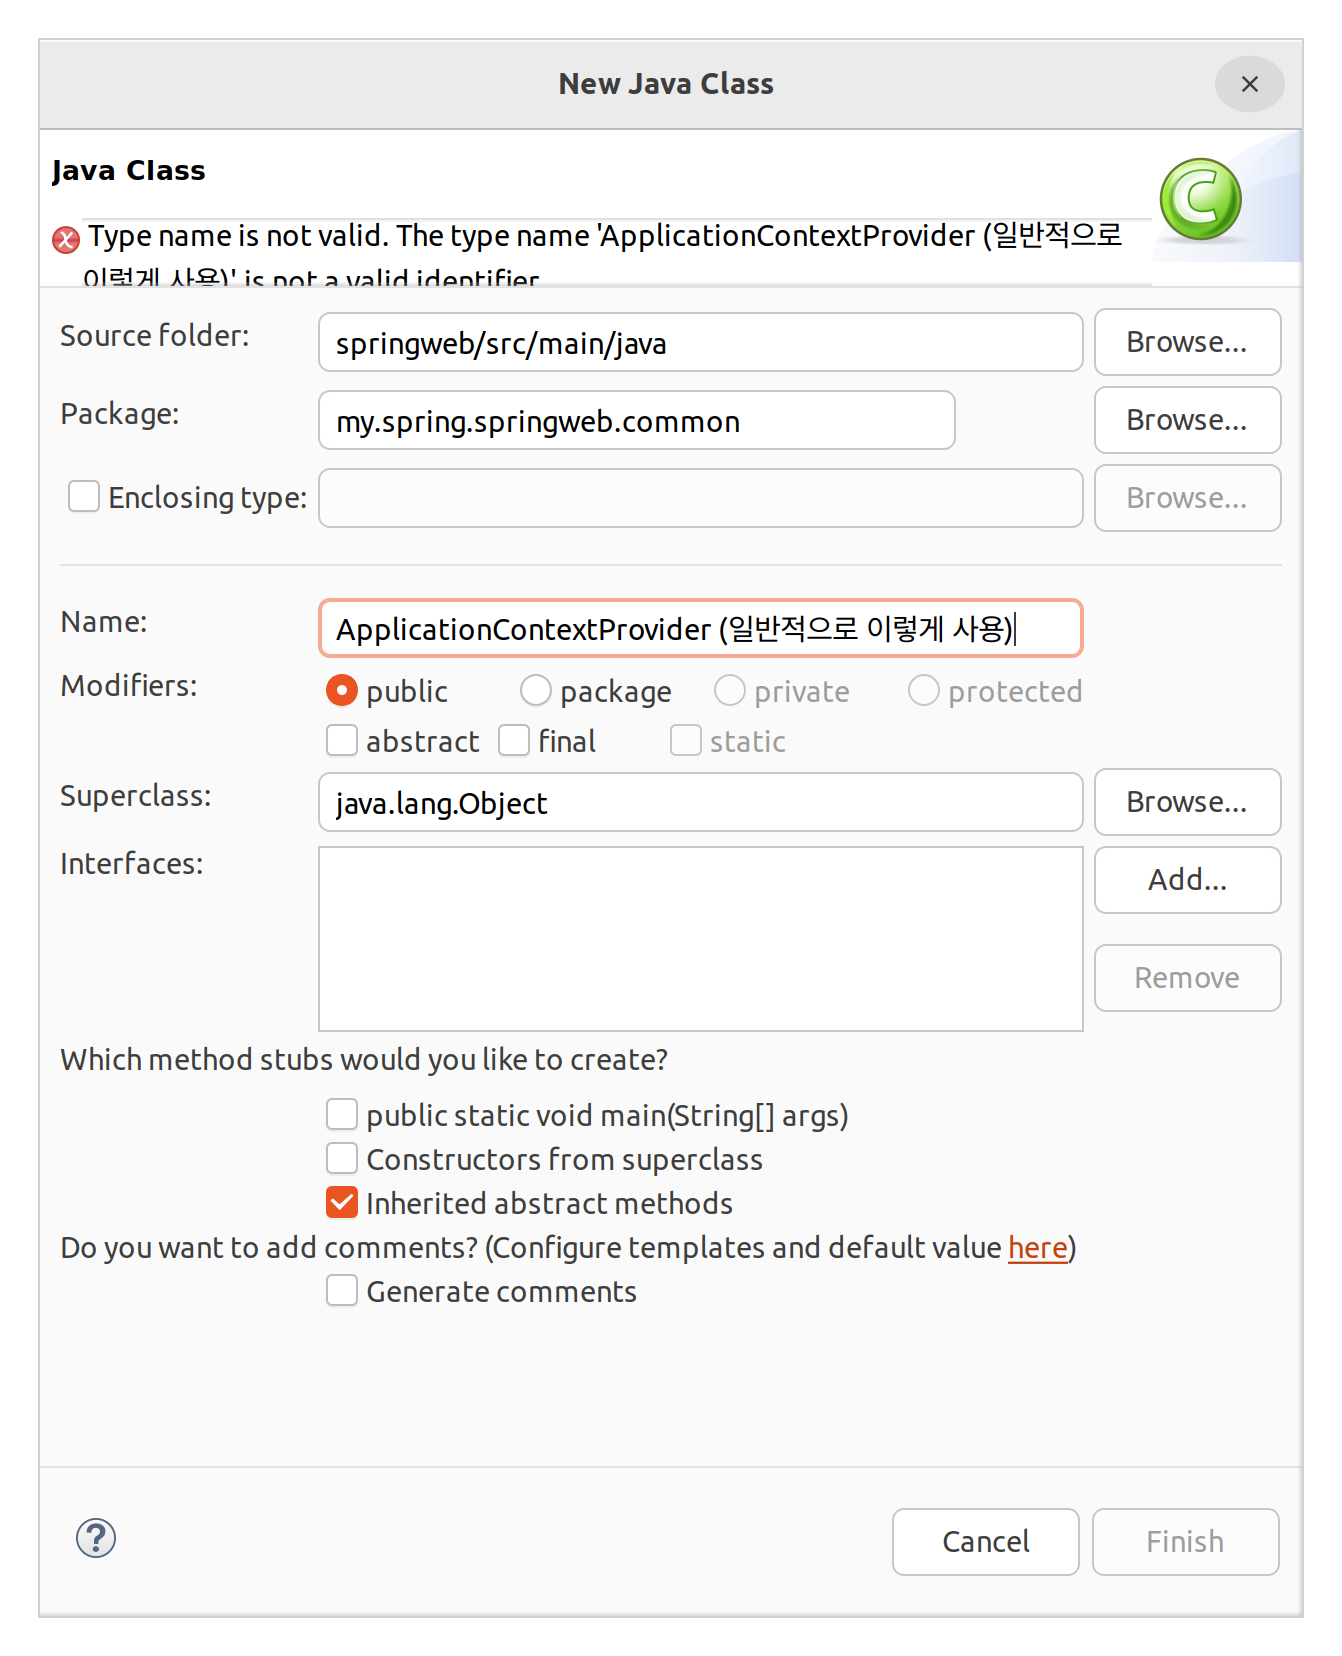 New Java Class
Java Class
Type name is not valid. The type name 'ApplicationContextProvider (일반적으로
이렇게 사용)' is not a valid identifier
Source folder: springweb/src/main/java Browse...
Package: my.spring.springweb.common Browse...
Enclosing type: Browse...
Name: ApplicationContextProvider (일반적으로 이렇게 사용)
Modifiers: public package private protected
abstract final static
Superclass: java.lang.Object Browse...
Interfaces: Add...
Remove
Which method stubs would you like to create?
public static void main(String[] args)
Constructors from superclass
Inherited abstract methods
Do you want to add comments? (Configure templates and default value here)
Generate comments
Cancel Finish